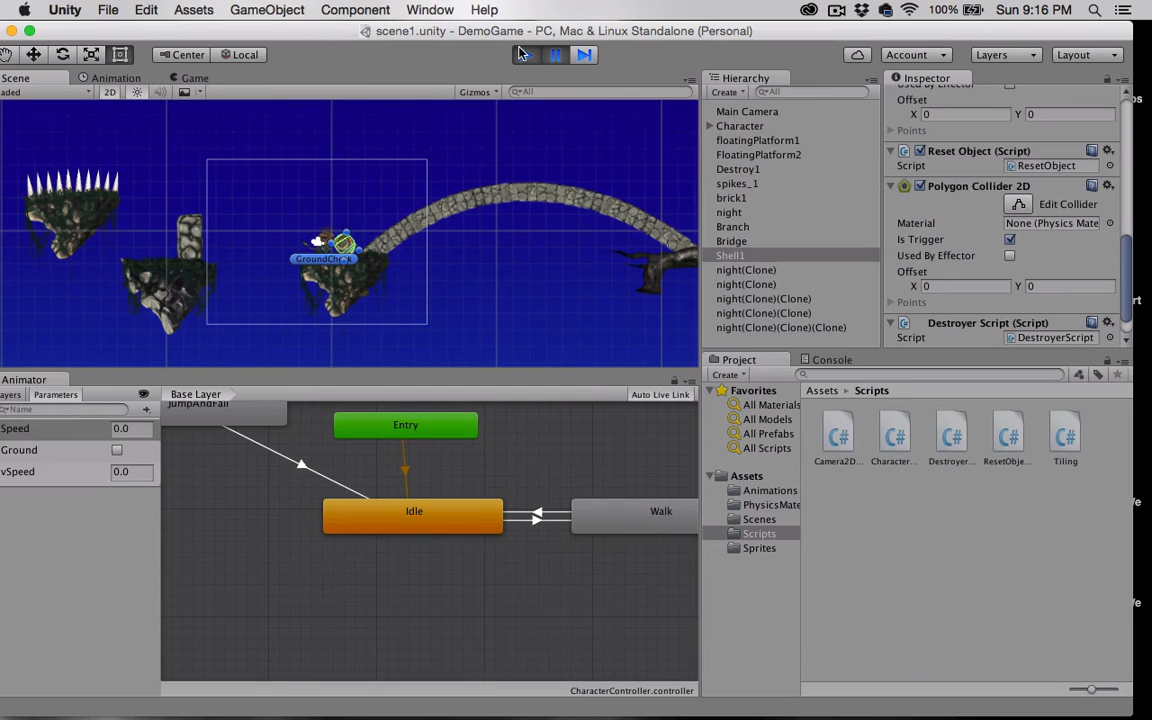 Unity File Edit Assets GameObject Component Window Help 100% Sun 9:16 PM
scene1.unity - DemoGame - PC, Mac & Linux Standalone (Personal)
Center Local Account Layers Layout
Scene Animation Game
aded 2D Gizmos All
GroundCheck
Animator
ayers Parameters Base Layer Auto Live Link
Name
Speed 0.0
Ground
vSpeed 0.0
JumpAndFall
Entry
Idle
Walk
CharacterController.controller
Hierarchy
Create All
Main Camera
Character
floatingPlatform1
FloatingPlatform2
Destroy1
spikes_1
brick1
night
Branch
Bridge
Shell1
night(Clone)
night(Clone)
night(Clone)(Clone)
night(Clone)(Clone)
night(Clone)(Clone)(Clone)
Inspector
Used By Effector
Offset
X 0 Y 0
Points
Reset Object (Script)
Script ResetObject
Polygon Collider 2D
Edit Collider
Material None (Physics Mate
Is Trigger
Used By Effector
Offset
X 0 Y 0
Points
Destroyer Script (Script)
Script DestroyerScript
Project Console
Create
Favorites
All Materials
All Models
All Prefabs
All Scripts
Assets
Animations
PhysicsMate
Scenes
Scripts
Sprites
Assets Scripts
Camera2D... Character... Destroyer... ResetObje... Tiling